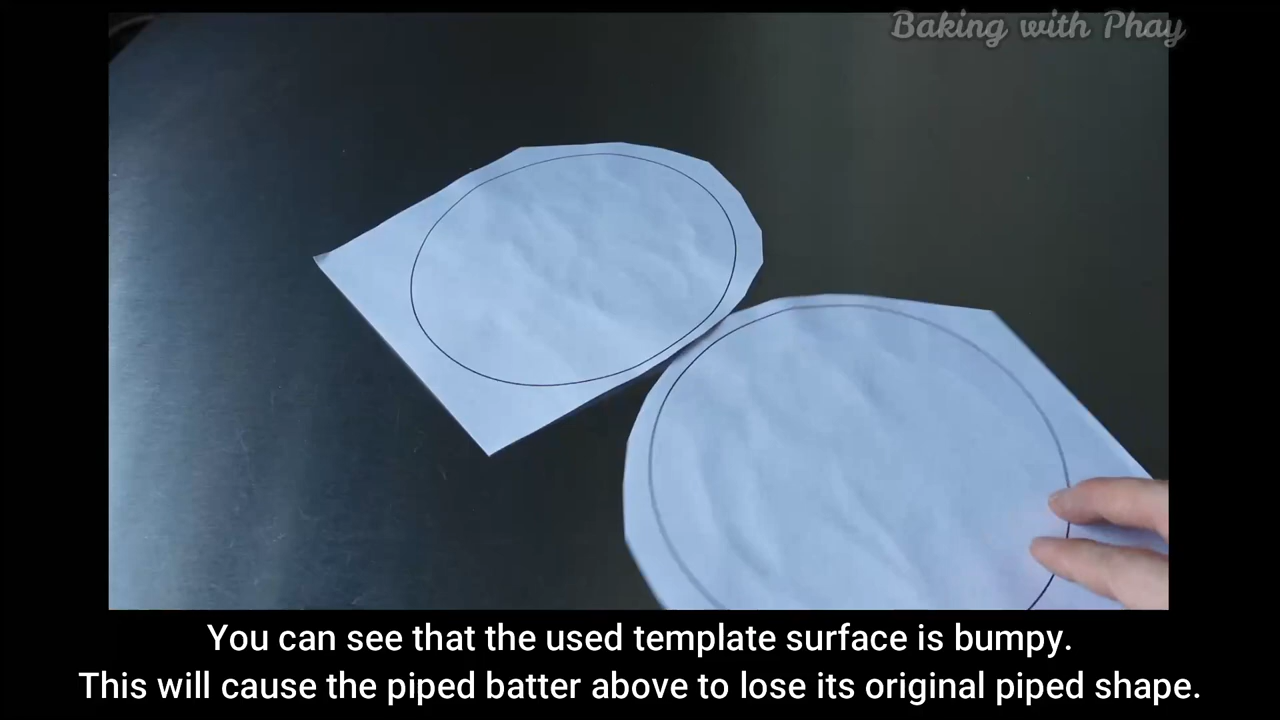 Baking with Phay
You can see that the used template surface is bumpy.
This will cause the piped batter above to lose its original piped shape.